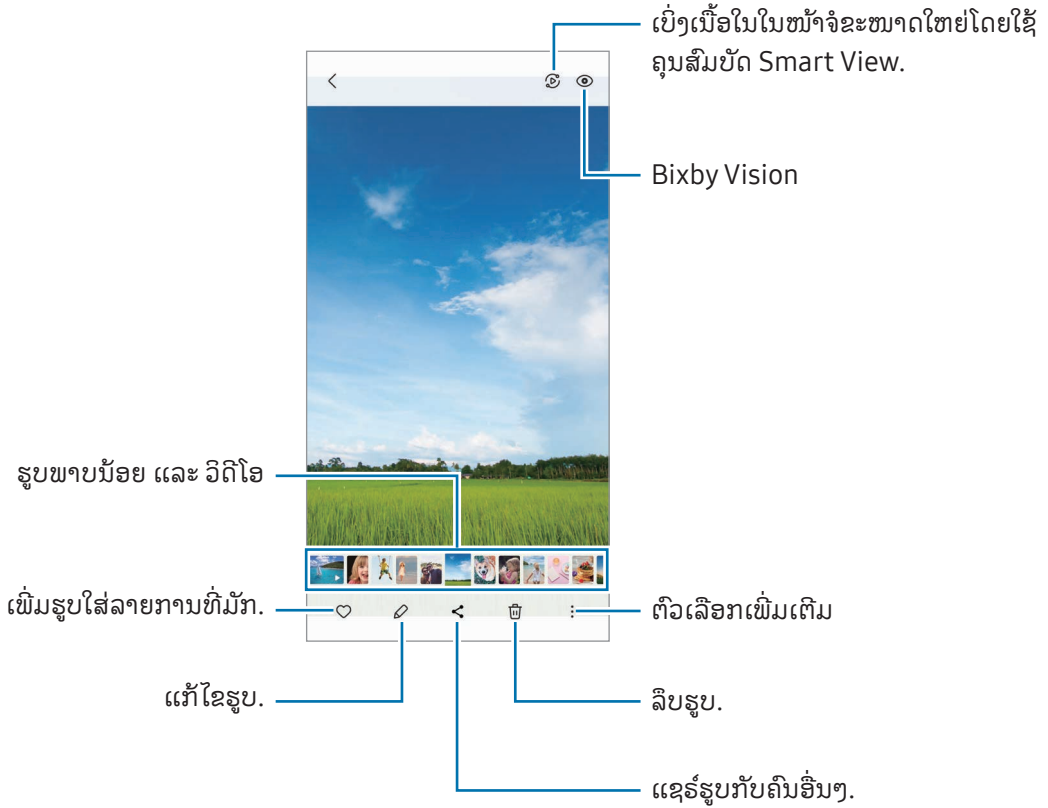 ເບິ່ງເນື້ອໃນໃນໜ້າຈໍຂະໜາດໃຫຍ່ໂດຍໃຊ້
ຄຸນສົມບັດ Smart View.
Bixby Vision
ຮູບພາບນ້ອຍ ແລະ ວິດີໂອ
ເພີ່ມຮູບໃສ່ລາຍການທີ່ມັກ.
ຕົວເລືອກເພີ່ມເຕີມ
ແກ້ໄຂຮູບ.
ລຶບຮູບ.
ແຊຣ໌ຮູບກັບຄົນອື່ນໆ.